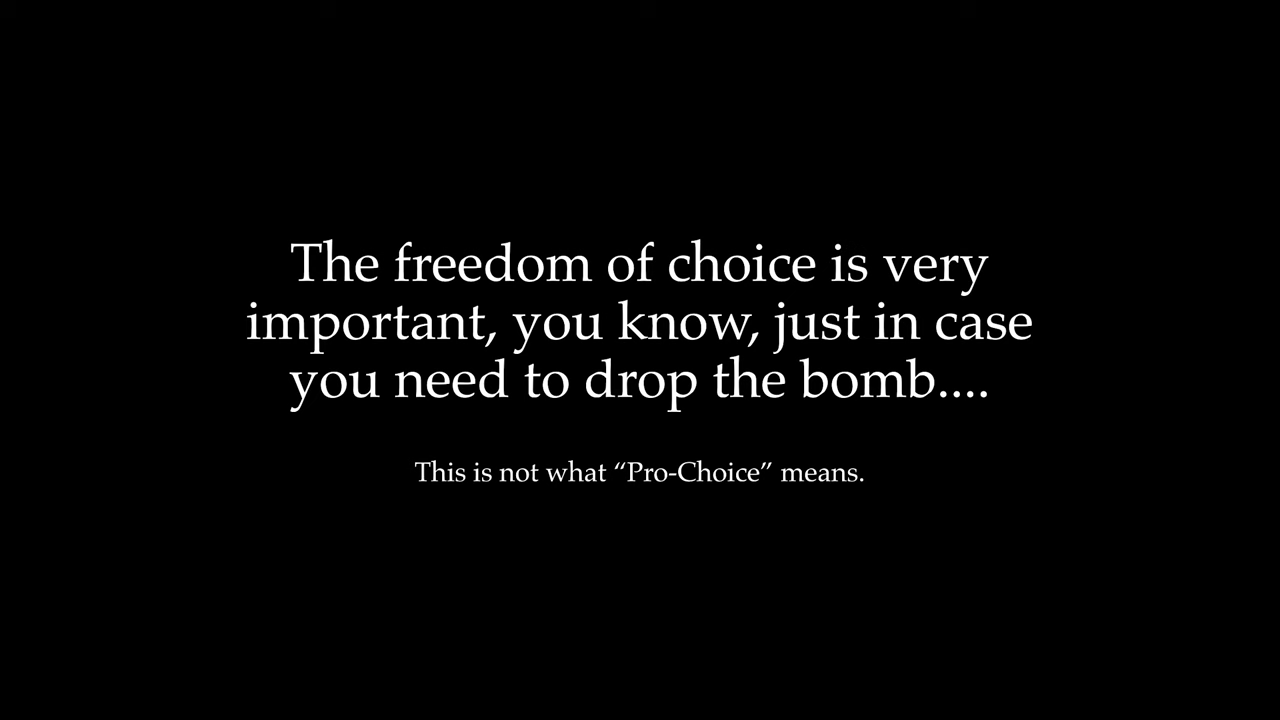 The freedom of choice is very
important, you know, just in case
you need to drop the bomb....
This is not what “Pro-Choice” means.